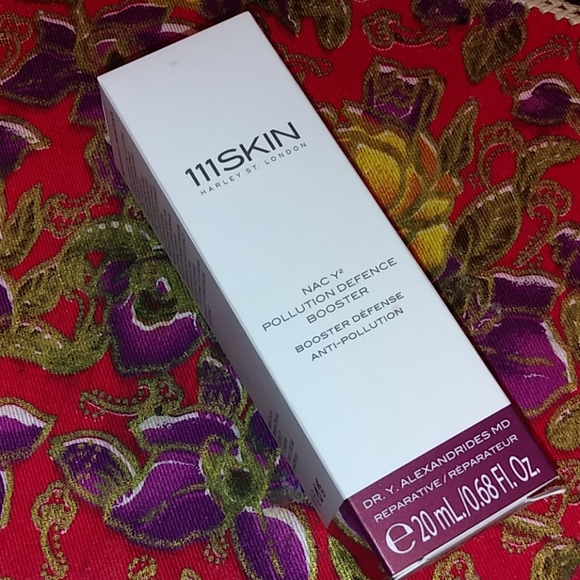 111SKIN
HARLEY ST. LONDON
NAC Y²
POLLUTION DEFENCE
BOOSTER
BOOSTER DÉFENSE
ANTI-POLLUTION
DR. Y. ALEXANDRIDES MD
REPARATIVE / RÉPARATEUR
℮ 20 mL./0.68 Fl. Oz.